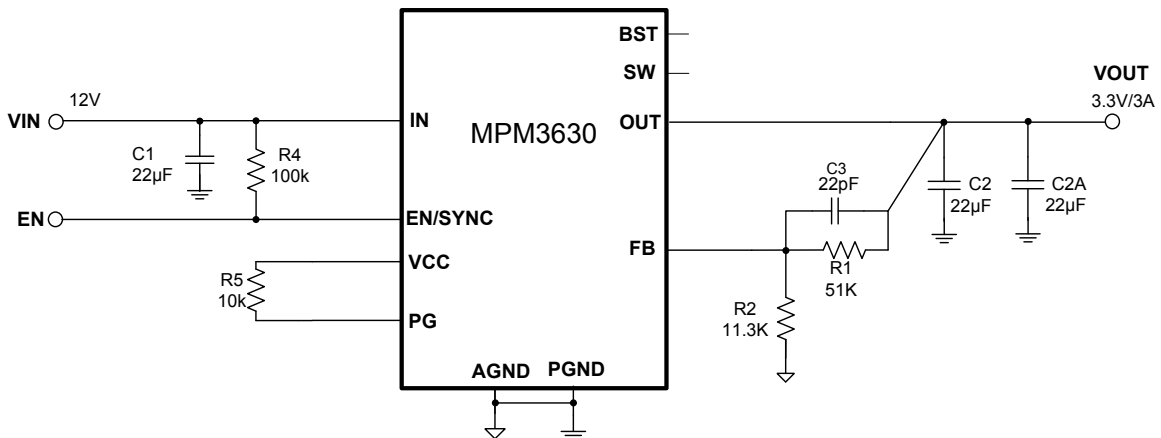 BST
SW
VOUT
3.3V/3A
12V
VIN
IN
MPM3630
OUT
C1
22µF
R4
100k
C3
22pF
C2
22µF
C2A
22µF
EN
EN/SYNC
FB
VCC
R1
51K
R5
10k
R2
11.3K
PG
AGND
PGND